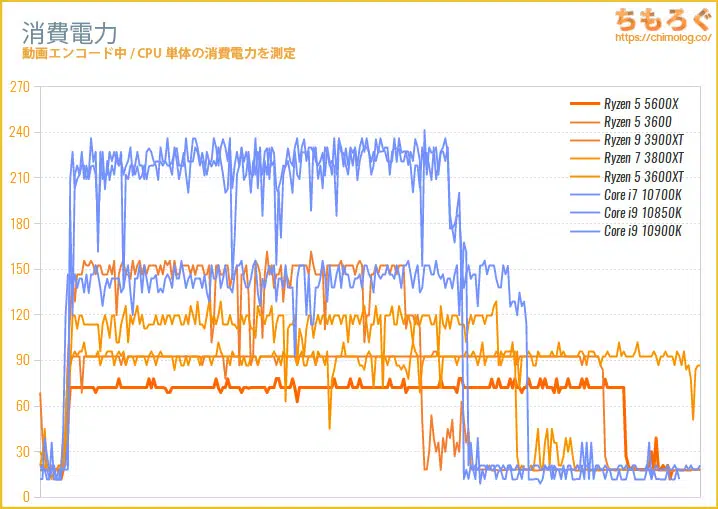 消費電力
動画エンコード中 / CPU 単体の消費電力を測定
ちもろぐ
https://chimolog.co/
270
240
210
180
150
120
90
60
30
0
Ryzen 5 5600X
Ryzen 5 3600
Ryzen 9 3900XT
Ryzen 7 3800XT
Ryzen 5 3600XT
Core i7 10700K
Core i9 10850K
Core i9 10900K